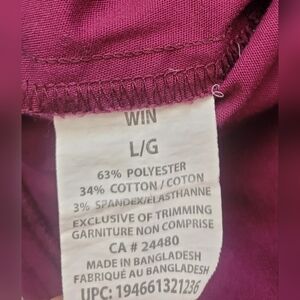 WIN
L/G
63% POLYESTER
34% COTTON / COTON
3% SPANDEX/ELASTHANNE
EXCLUSIVE OF TRIMMING
GARNITURE NON COMPRISE
CA # 24480
MADE IN BANGLADESH
FABRIQUÉ AU BANGLADESH
UPC: 194661321236